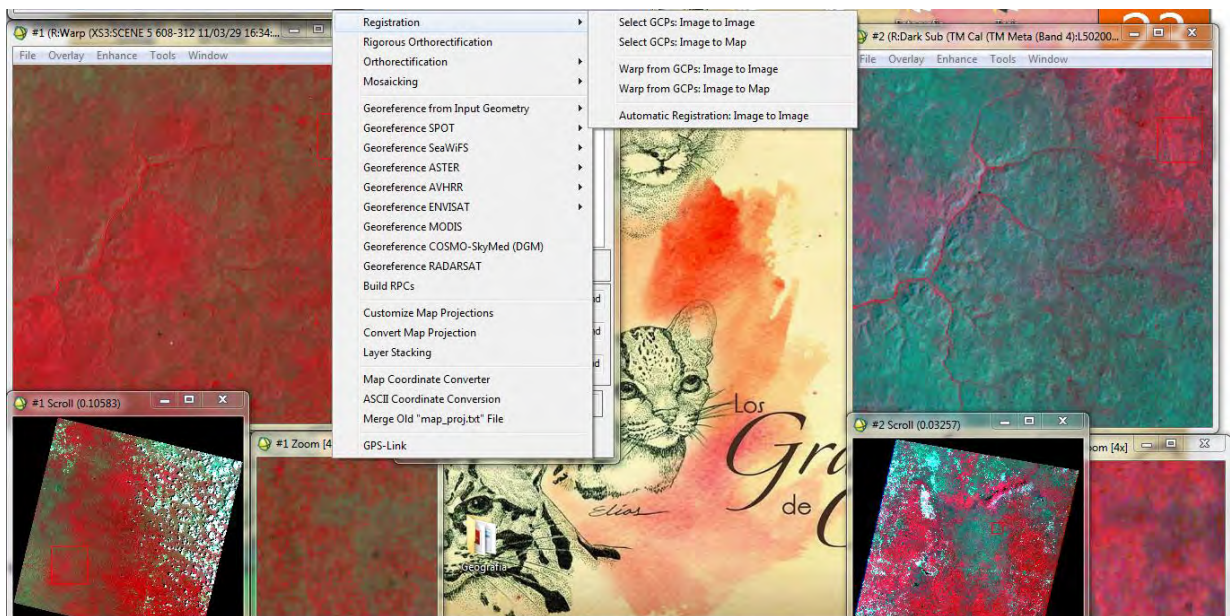 #1 (R:Warp (XS3:SCENE 5 608-312 11/03/29 16:34:...
File Overlay Enhance Tools Window
Registration
Rigorous Orthorectification
Orthorectification
Mosaicking
Georeference from Input Geometry
Georeference SPOT
Georeference SeaWiFS
Georeference ASTER
Georeference AVHRR
Georeference ENVISAT
Georeference MODIS
Georeference COSMO-SkyMed (DGM)
Georeference RADARSAT
Build RPCs
Customize Map Projections
Convert Map Projection
Layer Stacking
Map Coordinate Converter
ASCII Coordinate Conversion
Merge Old "map_proj.txt" File
GPS-Link
Select GCPs: Image to Image
Select GCPs: Image to Map
Warp from GCPs: Image to Image
Warp from GCPs: Image to Map
Automatic Registration: Image to Image
#2 (R:Dark Sub (TM Cal (TM Meta (Band 4):L50200...
File Overlay Enhance Tools Window
#1 Scroll (0.10583)
#1 Zoom [4
#2 Scroll (0.03257)
oom [4x]
Los
Gra
de
Elios
Geografia